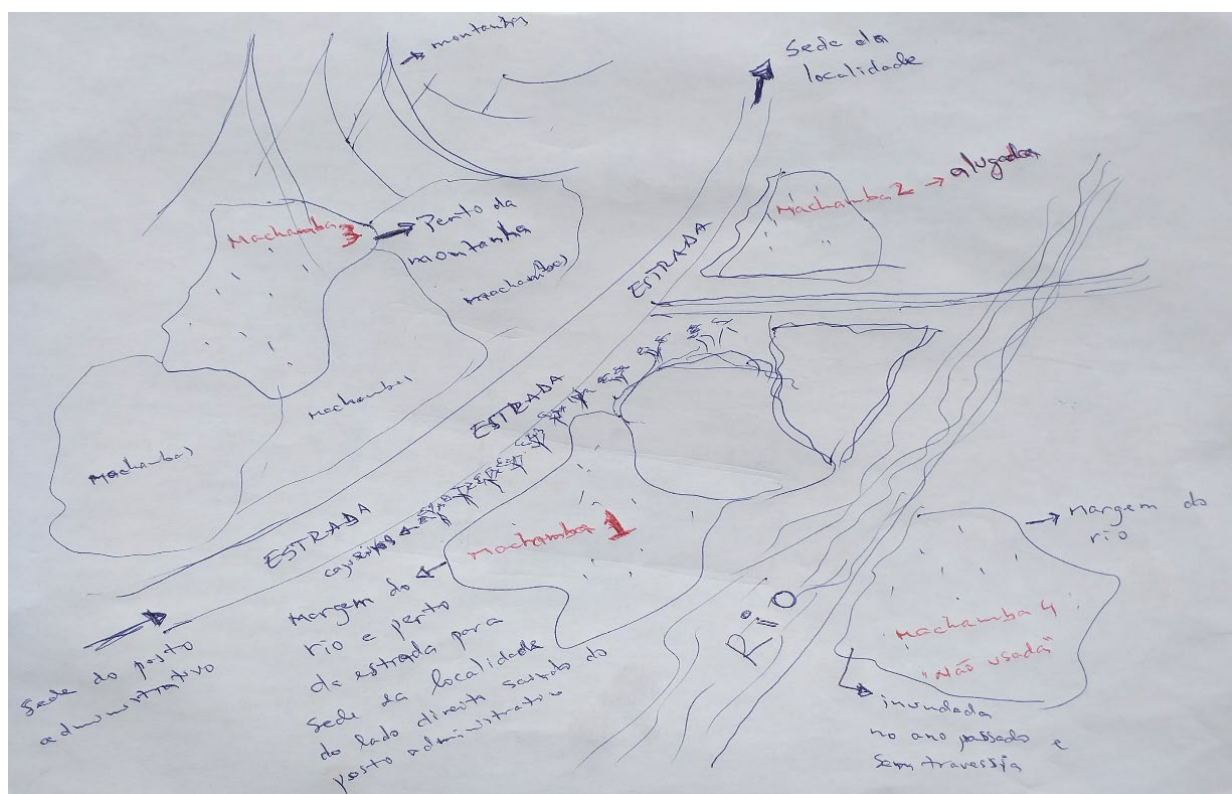 montanhas
Sede da
localidade
Machamba 2 → alugada
Machamba 3
Perto da
montanha
machambas
ESTRADA
machambas
ESTRADA
Machambas
ESTRADA
cajueiros
Machamba 1
Margem do
rio e perto
da estrada para
Sede da localidade
do lado direito saindo do
posto administrativo
Sede do posto
administrativo
Rio
Margem do
rio
Machamba 4
"Não usada"
inundada
no ano passado e
sem travessia